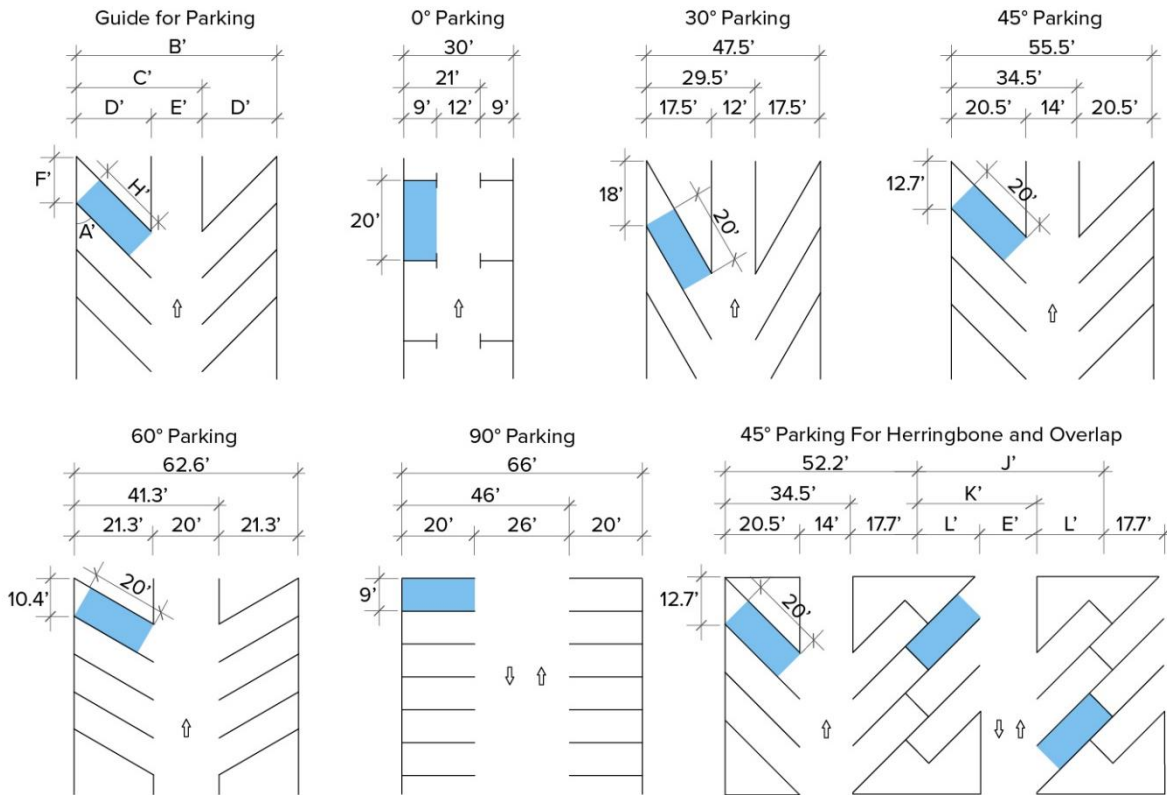 Guide for Parking
B’
C’
D’ E’ D’
F’
H’
A’
0° Parking
30’
21’
9’ 12’ 9’
20’
30° Parking
47.5’
29.5’
17.5’ 12’ 17.5’
18’
20’
45° Parking
55.5’
34.5’
20.5’ 14’ 20.5’
12.7’
20’
60° Parking
62.6’
41.3’
21.3’ 20’ 21.3’
10.4’
20’
90° Parking
66’
46’
20’ 26’ 20’
9’
45° Parking For Herringbone and Overlap
52.2’ J’
34.5’ K’
20.5’ 14’ 17.7’ L’ E’ L’ 17.7’
12.7’
20’